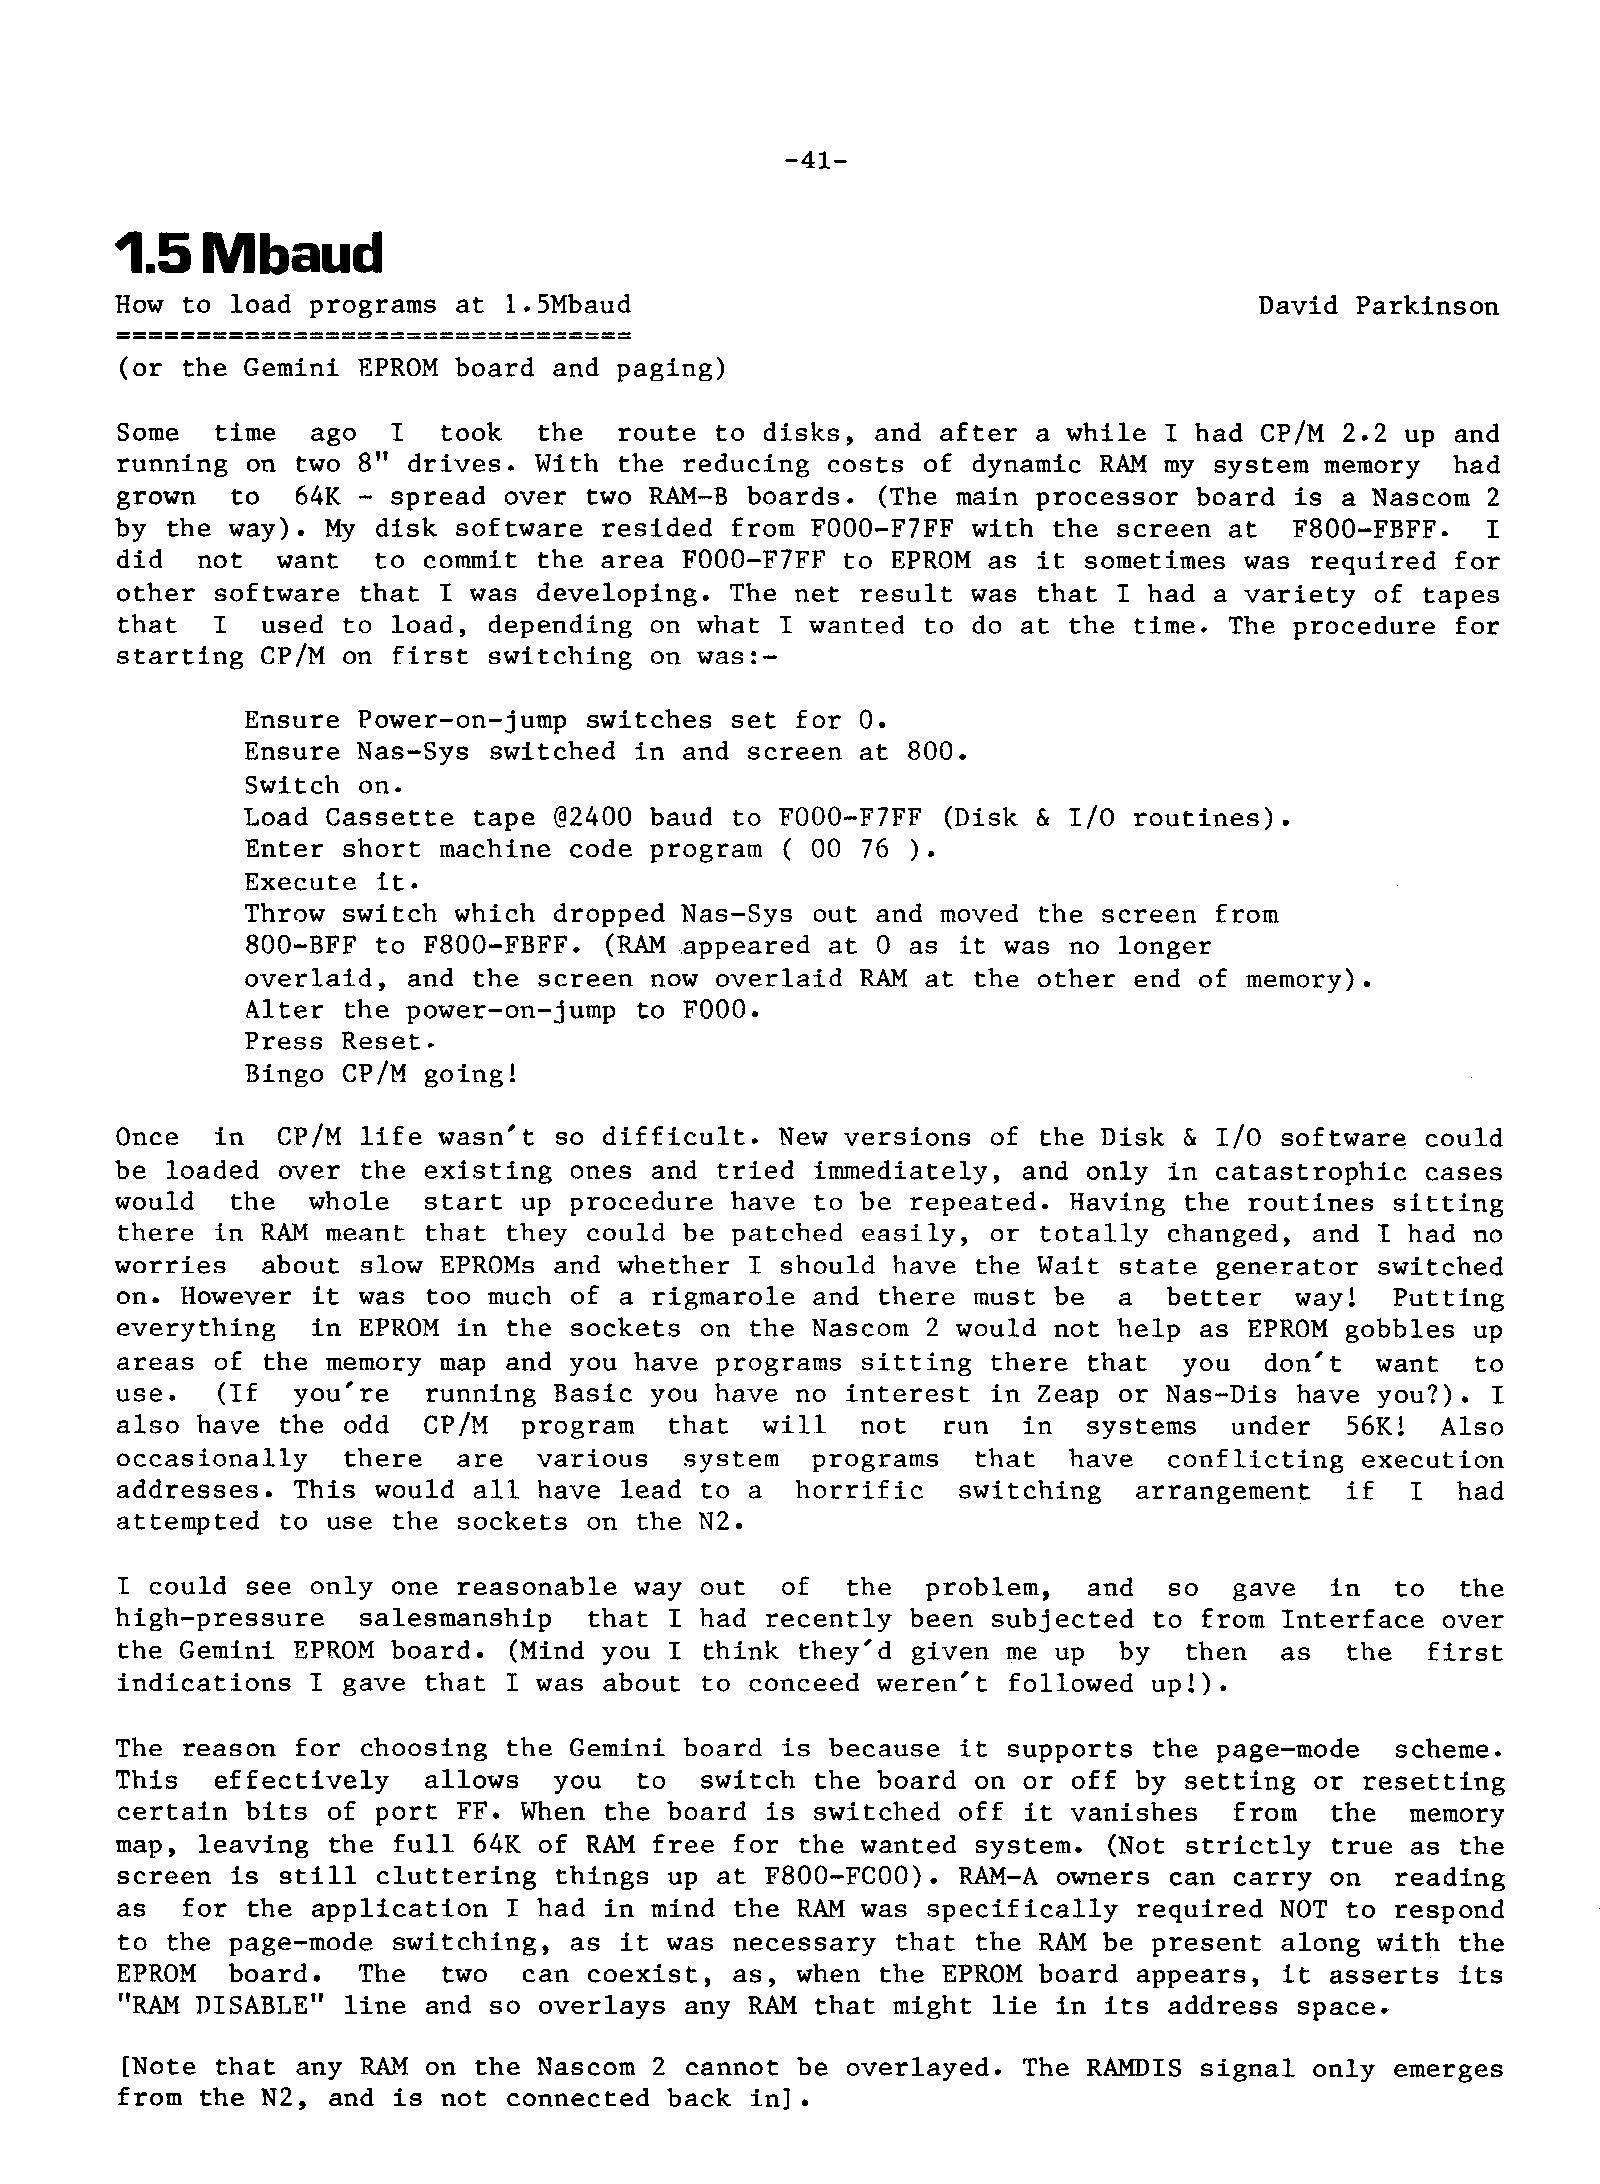 -41-
1.5 Mbaud
How to load programs at 1.5Mbaud David Parkinson
================================
(or the Gemini EPROM board and paging)
Some time ago I took the route to disks, and after a while I had CP/M 2.2 up and
running on two 8" drives. With the reducing costs of dynamic RAM my system memory had
grown to 64K - spread over two RAM-B boards. (The main processor board is a Nascom 2
by the way). My disk software resided from F000-F7FF with the screen at F800-FBFF. I
did not want to commit the area F000-F7FF to EPROM as it sometimes was required for
other software that I was developing. The net result was that I had a variety of tapes
that I used to load, depending on what I wanted to do at the time. The procedure for
starting CP/M on first switching on was:-
Ensure Power-on-jump switches set for 0.
Ensure Nas-Sys switched in and screen at 800.
Switch on.
Load Cassette tape @2400 baud to F000-F7FF (Disk & I/O routines).
Enter short machine code program ( 00 76 ).
Execute it.
Throw switch which dropped Nas-Sys out and moved the screen from
800-BFF to F800-FBFF. (RAM appeared at 0 as it was no longer
overlaid, and the screen now overlaid RAM at the other end of memory).
Alter the power-on-jump to F000.
Press Reset.
Bingo CP/M going!
Once in CP/M life wasn't so difficult. New versions of the Disk & I/O software could
be loaded over the existing ones and tried immediately, and only in catastrophic cases
would the whole start up procedure have to be repeated. Having the routines sitting
there in RAM meant that they could be patched easily, or totally changed, and I had no
worries about slow EPROMs and whether I should have the Wait state generator switched
on. However it was too much of a rigmarole and there must be a better way! Putting
everything in EPROM in the sockets on the Nascom 2 would not help as EPROM gobbles up
areas of the memory map and you have programs sitting there that you don't want to
use. (If you're running Basic you have no interest in Zeap or Nas-Dis have you?). I
also have the odd CP/M program that will not run in systems under 56K! Also
occasionally there are various system programs that have conflicting execution
addresses. This would all have lead to a horrific switching arrangement if I had
attempted to use the sockets on the N2.
I could see only one reasonable way out of the problem, and so gave in to the
high-pressure salesmanship that I had recently been subjected to from Interface over
the Gemini EPROM board. (Mind you I think they'd given me up by then as the first
indications I gave that I was about to conceed weren't followed up!).
The reason for choosing the Gemini board is because it supports the page-mode scheme.
This effectively allows you to switch the board on or off by setting or resetting
certain bits of port FF. When the board is switched off it vanishes from the memory
map, leaving the full 64K of RAM free for the wanted system. (Not strictly true as the
screen is still cluttering things up at F800-FC00). RAM-A owners can carry on reading
as for the application I had in mind the RAM was specifically required NOT to respond
to the page-mode switching, as it was necessary that the RAM be present along with the
EPROM board. The two can coexist, as, when the EPROM board appears, it asserts its
"RAM DISABLE" line and so overlays any RAM that might lie in its address space.
[Note that any RAM on the Nascom 2 cannot be overlayed. The RAMDIS signal only emerges
from the N2, and is not connected back in].